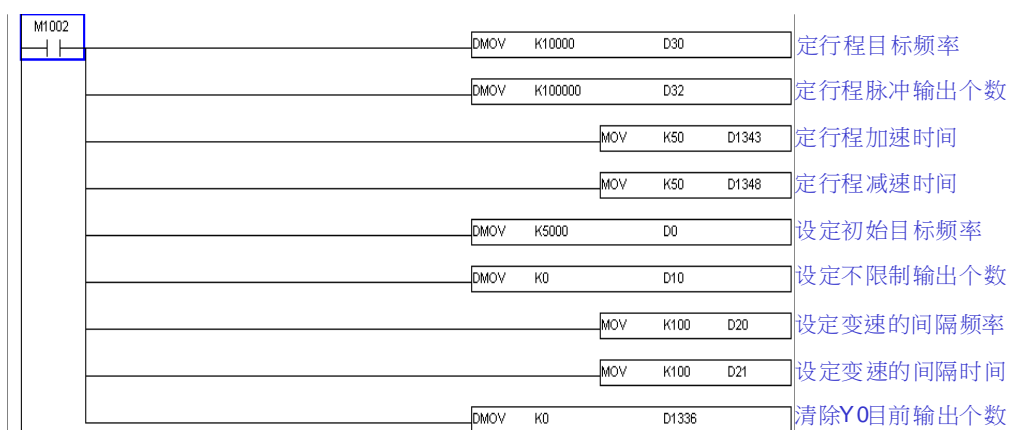 M1002
DMOV K10000 D30 定行程目标频率
DMOV K100000 D32 定行程脉冲输出个数
MOV K50 D1343 定行程加速时间
MOV K50 D1348 定行程减速时间
DMOV K5000 D0 设定初始目标频率
DMOV K0 D10 设定不限制输出个数
MOV K100 D20 设定变速的间隔频率
MOV K100 D21 设定变速的间隔时间
DMOV K0 D1336 清除Y0目前输出个数